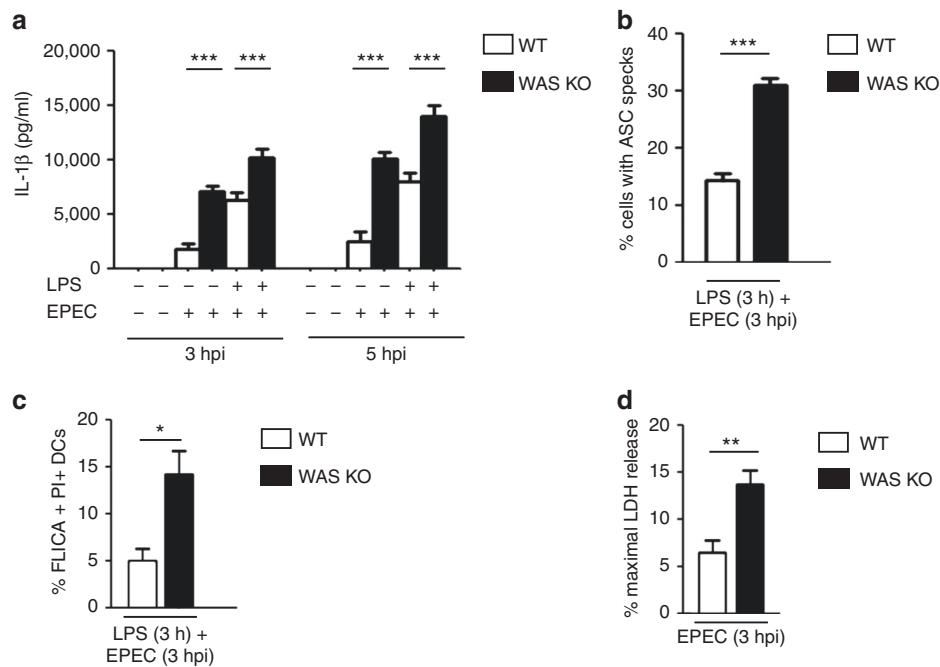 a
20,000
15,000
10,000
5,000
0
IL-1β (pg/ml)
*** *** *** ***
WT
WAS KO
LPS – – – – + + – – – – + +
EPEC – – + + + + – – + + + +
3 hpi 5 hpi
b
40
30
20
10
0
% cells with ASC specks
***
WT
WAS KO
LPS (3 h) +
EPEC (3 hpi)
c
20
15
10
5
0
% FLICA + PI+ DCs
*
WT
WAS KO
LPS (3 h) +
EPEC (3 hpi)
d
20
15
10
5
0
% maximal LDH release
**
WT
WAS KO
EPEC (3 hpi)